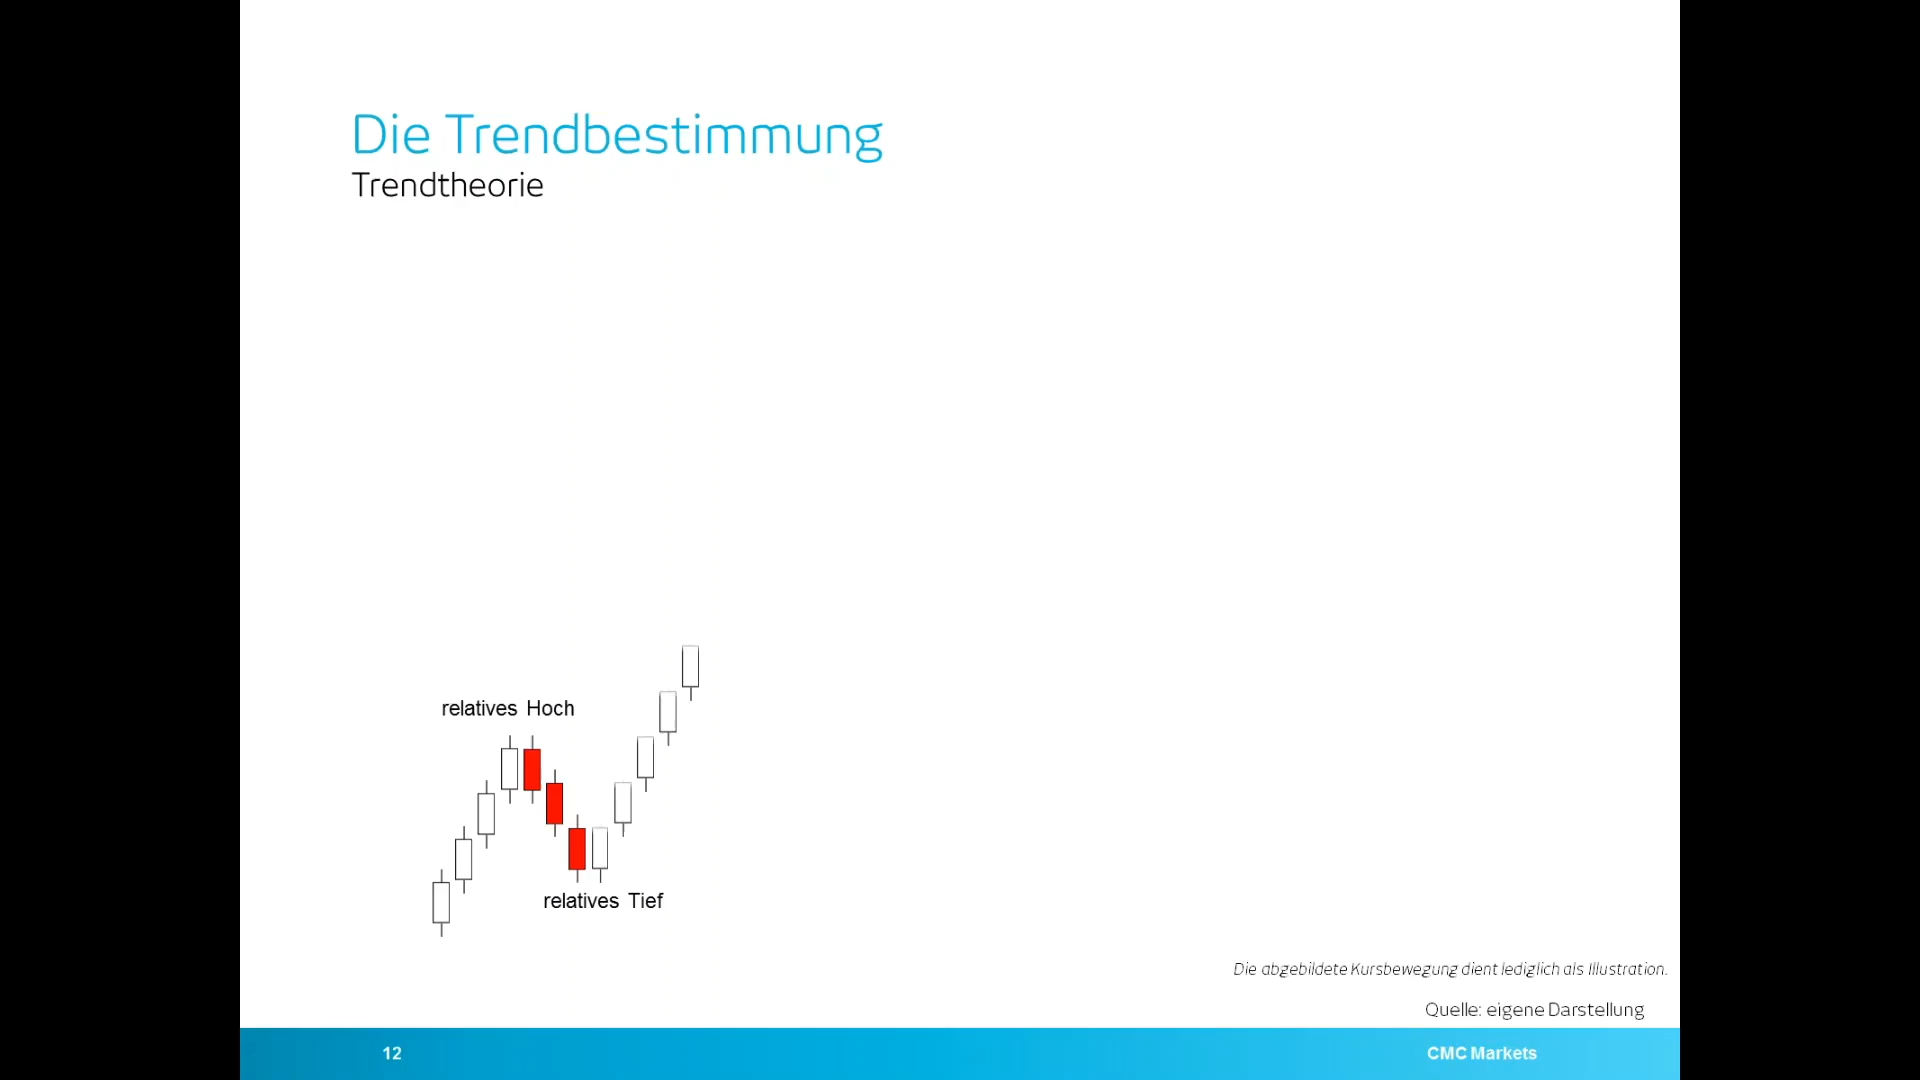 Die Trendbestimmung
Trendtheorie
relatives Hoch
relatives Tief
Die abgebildete Kursbewegung dient lediglich als Illustration.
Quelle: eigene Darstellung
12
CMC Markets